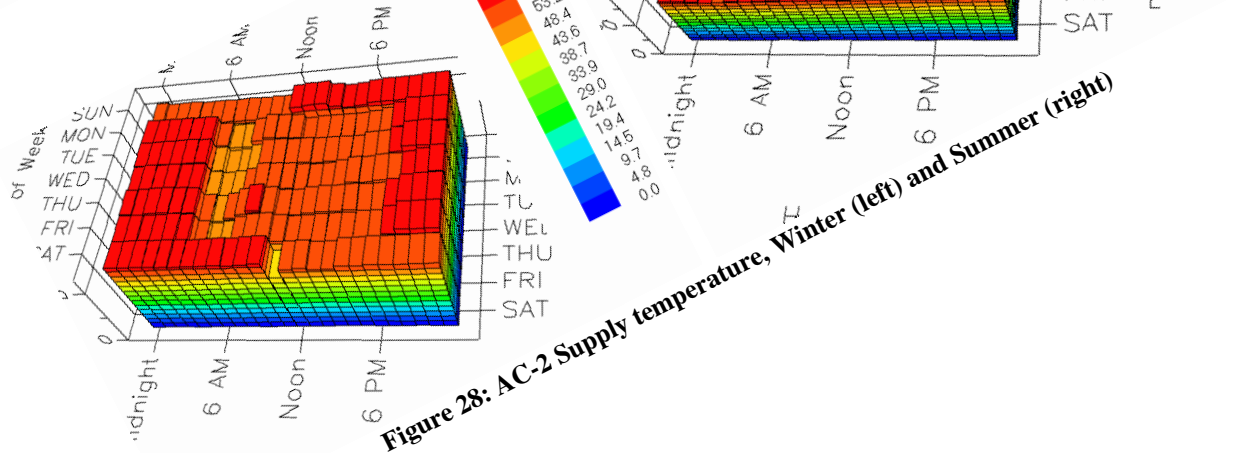 6 AM
Noon
6 PM
SUN
MON
TUE
WED
THU
FRI
of Week
THU
FRI
SAT
6 AM
Noon
6 PM
48.4
43.6
38.7
33.9
29.0
24.2
19.4
14.5
9.7
4.8
0.0
0
0
SAT
6 AM
Noon
6 PM
Figure 28: AC-2 Supply temperature, Winter (left) and Summer (right)